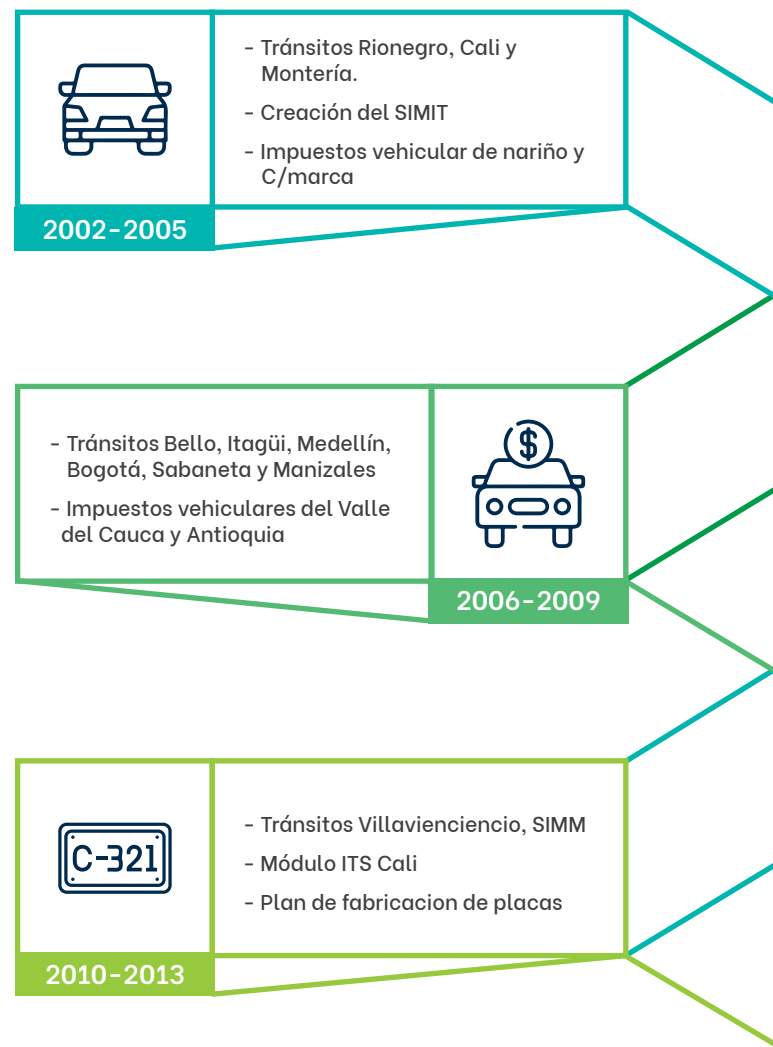 - Tránsitos Rionegro, Cali y
Montería.
- Creación del SIMIT
- Impuestos vehicular de nariño y
C/marca
2002-2005
- Tránsitos Bello, Itagüi, Medellín,
Bogotá, Sabaneta y Manizales
- Impuestos vehiculares del Valle
del Cauca y Antioquia
$
2006-2009
C-321
- Tránsitos Villavienciencio, SIMM
- Módulo ITS Cali
- Plan de fabricacion de placas
2010-2013